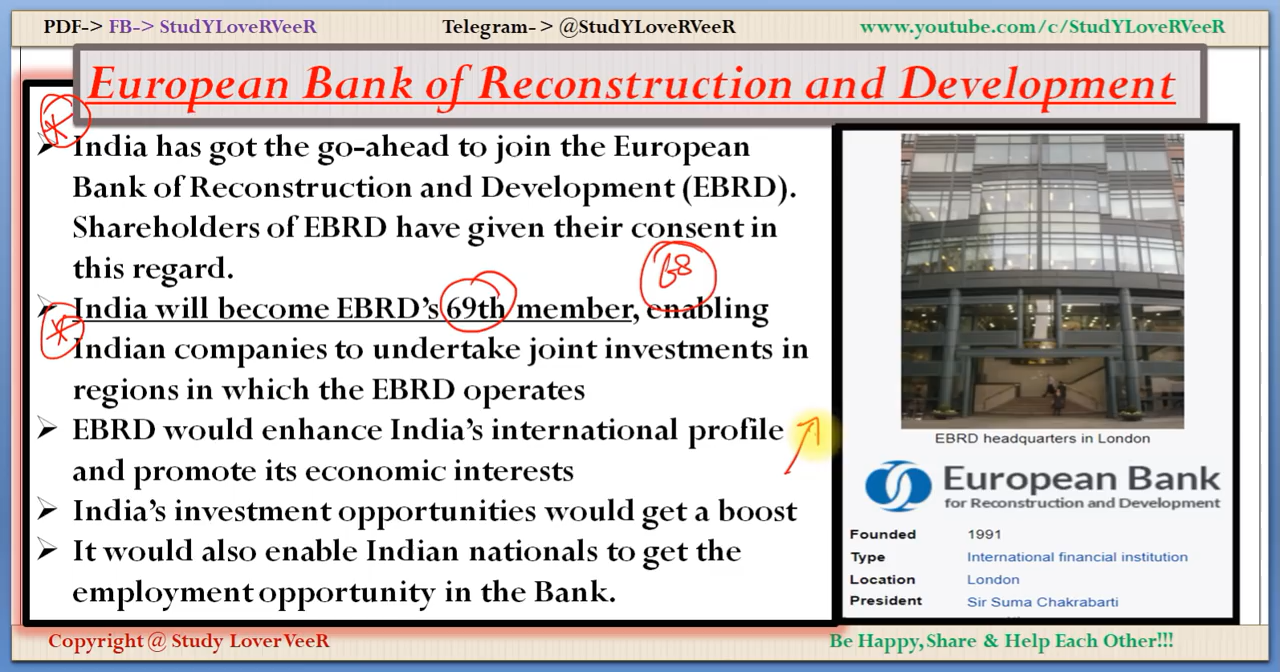 PDF-> FB-> StudYLoveRVeeR
Telegram- > @StudYLoveRVeeR
www.youtube.com/c/StudYLoveRVeeR
European Bank of Reconstruction and Development
India has got the go-ahead to join the European
Bank of Reconstruction and Development (EBRD).
Shareholders of EBRD have given their consent in
this regard.
68
India will become EBRD's 69th member, enabling
Indian companies to undertake joint investments in
regions in which the EBRD operates
EBRD would enhance India's international profile
and promote its economic interests
India's investment opportunities would get a boost
It would also enable Indian nationals to get the
employment opportunity in the Bank.
EBRD headquarters in London
European Bank
for Reconstruction and Development
Founded 1991
Type International financial institution
Location London
President Sir Suma Chakrabarti
Copyright @ Study LoverVeeR
Be Happy,Share & Help Each Other!!!